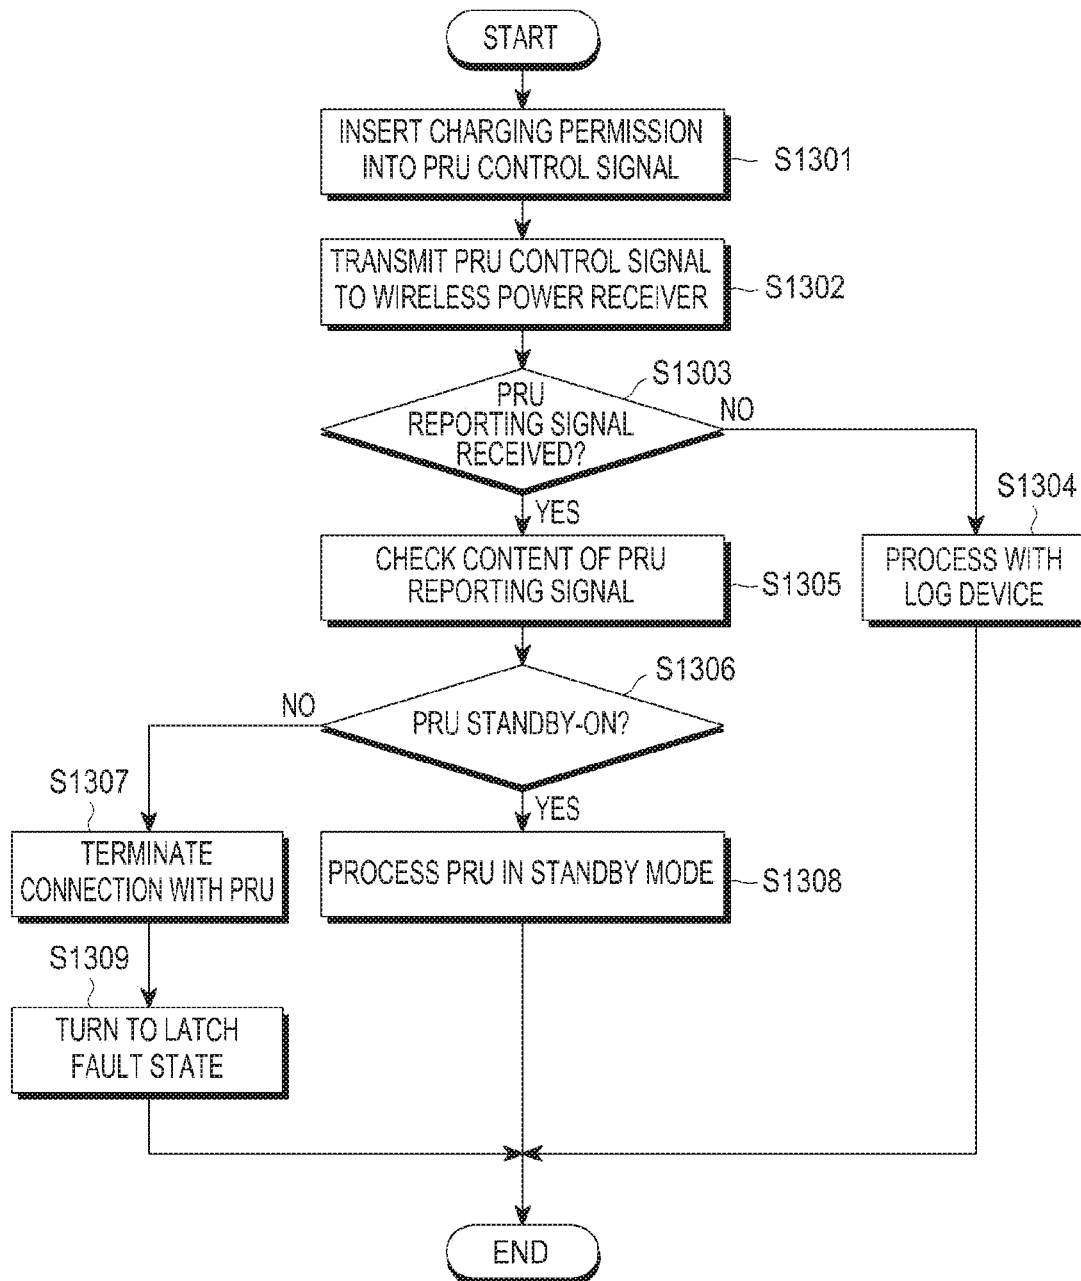 START
INSERT CHARGING PERMISSION
INTO PRU CONTROL SIGNAL
S1301
TRANSMIT PRU CONTROL SIGNAL
TO WIRELESS POWER RECEIVER
S1302
S1303
PRU
REPORTING SIGNAL
RECEIVED?
NO
YES
S1304
PROCESS WITH
LOG DEVICE
CHECK CONTENT OF PRU
REPORTING SIGNAL
S1305
S1306
NO
PRU STANDBY-ON?
YES
S1307
TERMINATE
CONNECTION WITH PRU
PROCESS PRU IN STANDBY MODE
S1308
S1309
TURN TO LATCH
FAULT STATE
END